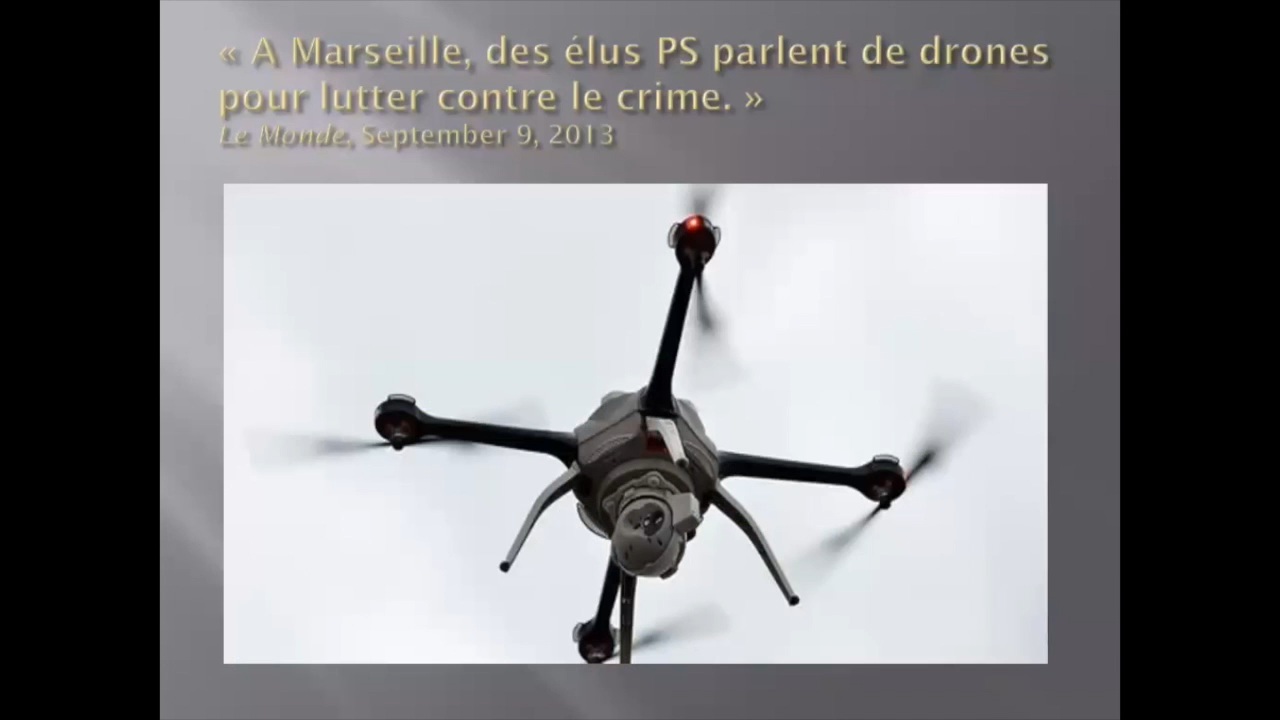 « A Marseille, des élus PS parlent de drones
pour lutter contre le crime. »
Le Monde, September 9, 2013